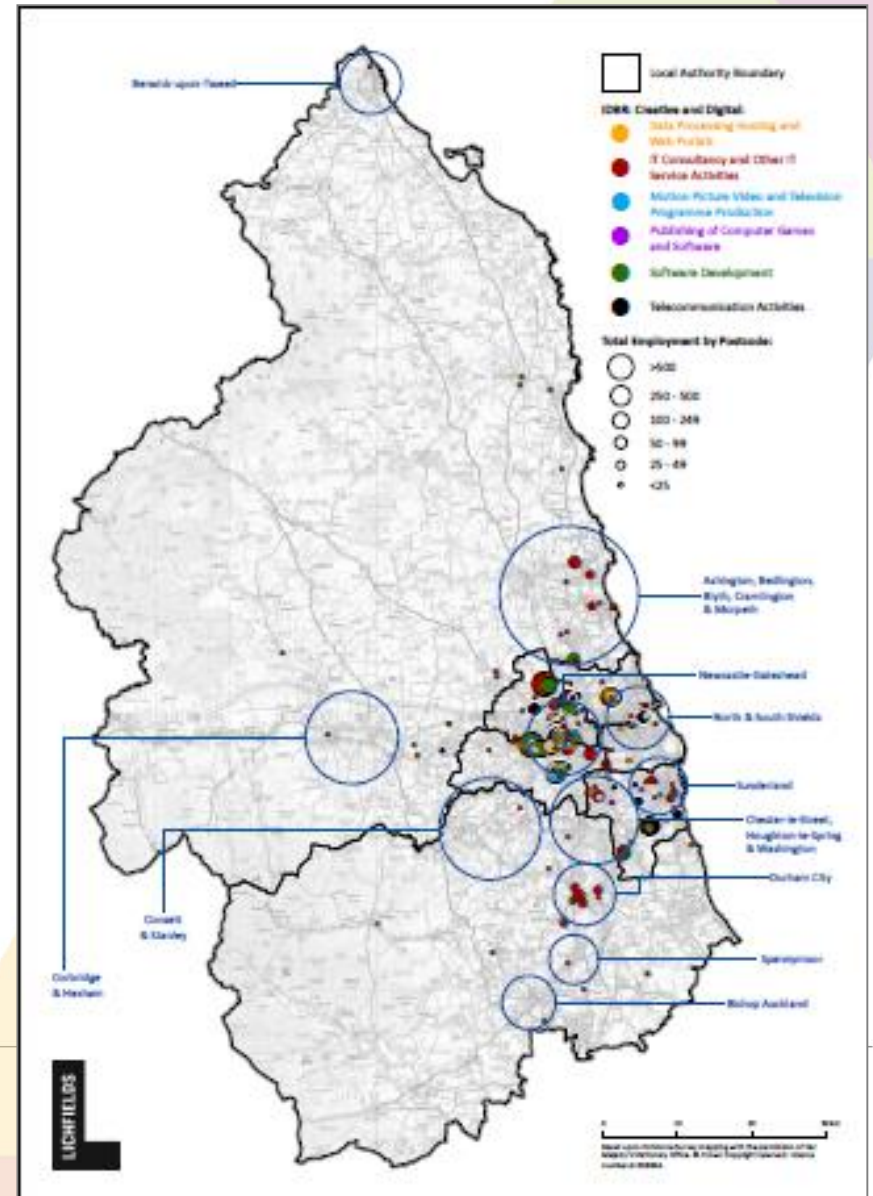 Berwick-upon-Tweed
Local Authority Boundary
IDBR: Creative and Digital:
Data Processing Hosting and
Web Portals
IT Consultancy and Other IT
Service Activities
Motion Picture Video and Television
Programme Production
Publishing of Computer Games
and Software
Software Development
Telecommunication Activities
Total Employment by Postcode:
>500
250 - 500
100 - 249
50 - 99
25 - 49
<25
Ashington, Bedlington,
Blyth, Cramlington
& Morpeth
Newcastle-Gateshead
North & South Shields
Sunderland
Chester-le-Street,
Houghton-le-Spring
& Washington
Durham City
Consett
& Stanley
Spennymoor
Corbridge
& Hexham
Bishop Auckland
LICHFIELDS